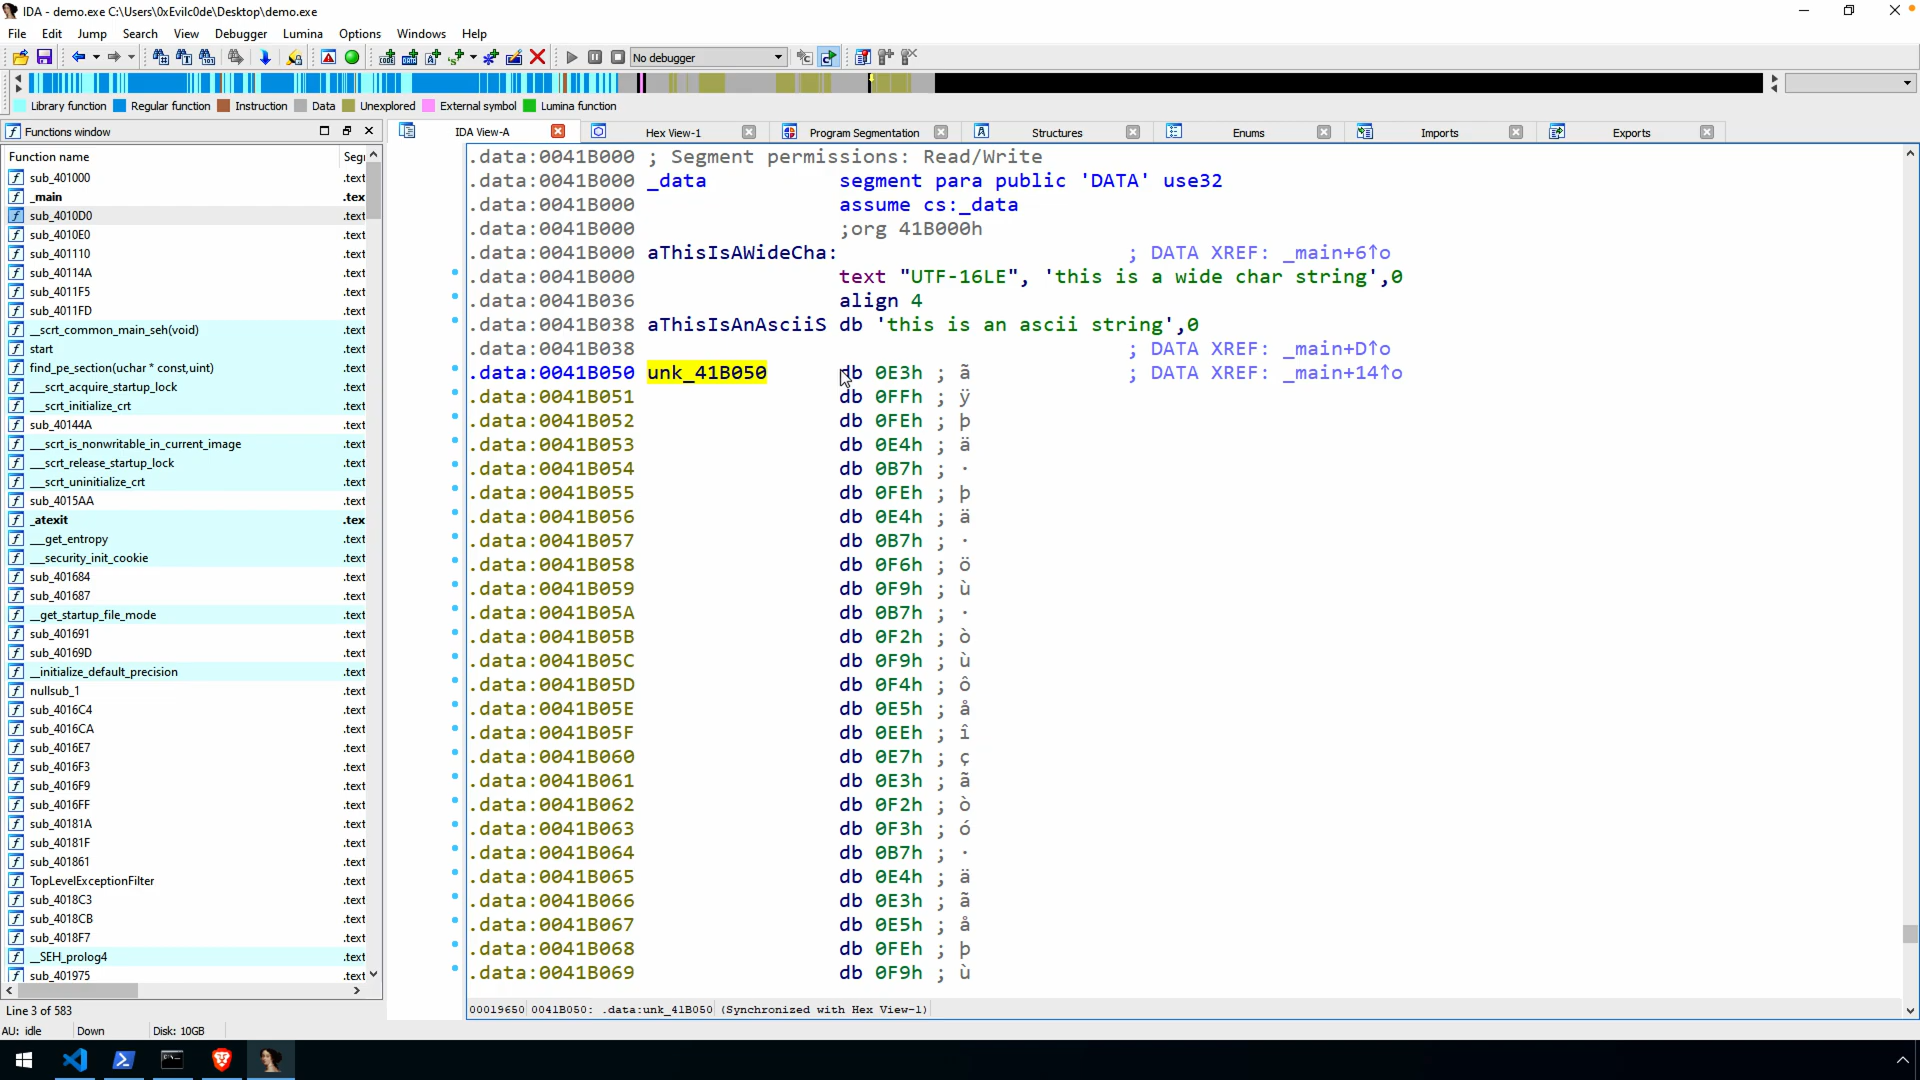 IDA - demo.exe C:\Users\0xEvilc0de\Desktop\demo.exe
File Edit Jump Search View Debugger Lumina Options Windows Help
No debugger
Library function Regular function Instruction Data Unexplored External symbol Lumina function
Functions window
IDA View-A Hex View-1 Program Segmentation Structures Enums Imports Exports
Function name Seg
sub_401000 .text
_main .tex
sub_4010D0 .text
sub_4010E0 .text
sub_401110 .text
sub_40114A .text
sub_4011F5 .text
sub_4011FD .text
__scrt_common_main_seh(void) .text
start .text
find_pe_section(uchar * const,uint) .text
___scrt_acquire_startup_lock .text
___scrt_initialize_crt .text
sub_40144A .text
___scrt_is_nonwritable_in_current_image .text
___scrt_release_startup_lock .text
___scrt_uninitialize_crt .text
sub_4015AA .text
_atexit .tex
___get_entropy .text
___security_init_cookie .text
sub_401684 .text
sub_401687 .text
__get_startup_file_mode .text
sub_401691 .text
sub_40169D .text
__initialize_default_precision .text
nullsub_1 .text
sub_4016C4 .text
sub_4016CA .text
sub_4016E7 .text
sub_4016F3 .text
sub_4016F9 .text
sub_4016FF .text
sub_40181A .text
sub_40181F .text
sub_401861 .text
TopLevelExceptionFilter .text
sub_4018C3 .text
sub_4018CB .text
sub_4018F7 .text
__SEH_prolog4 .text
sub_401975 .text
Line 3 of 583
.data:0041B000 ; Segment permissions: Read/Write
.data:0041B000 _data segment para public 'DATA' use32
.data:0041B000 assume cs:_data
.data:0041B000 ;org 41B000h
.data:0041B000 aThisIsAWideCha: ; DATA XREF: _main+6↑o
.data:0041B000 text "UTF-16LE", 'this is a wide char string',0
.data:0041B036 align 4
.data:0041B038 aThisIsAnAsciiS db 'this is an ascii string',0
.data:0041B038 ; DATA XREF: _main+D↑o
.data:0041B050 unk_41B050 db 0E3h ; ã ; DATA XREF: _main+14↑o
.data:0041B051 db 0FFh ; ÿ
.data:0041B052 db 0FEh ; þ
.data:0041B053 db 0E4h ; ä
.data:0041B054 db 0B7h ; ·
.data:0041B055 db 0FEh ; þ
.data:0041B056 db 0E4h ; ä
.data:0041B057 db 0B7h ; ·
.data:0041B058 db 0F6h ; ö
.data:0041B059 db 0F9h ; ù
.data:0041B05A db 0B7h ; ·
.data:0041B05B db 0F2h ; ò
.data:0041B05C db 0F9h ; ù
.data:0041B05D db 0F4h ; ô
.data:0041B05E db 0E5h ; å
.data:0041B05F db 0EEh ; î
.data:0041B060 db 0E7h ; ç
.data:0041B061 db 0E3h ; ã
.data:0041B062 db 0F2h ; ò
.data:0041B063 db 0F3h ; ó
.data:0041B064 db 0B7h ; ·
.data:0041B065 db 0E4h ; ä
.data:0041B066 db 0E3h ; ã
.data:0041B067 db 0E5h ; å
.data:0041B068 db 0FEh ; þ
.data:0041B069 db 0F9h ; ù
00019650 0041B050: .data:unk_41B050 (Synchronized with Hex View-1)
AU: idle Down Disk: 10GB